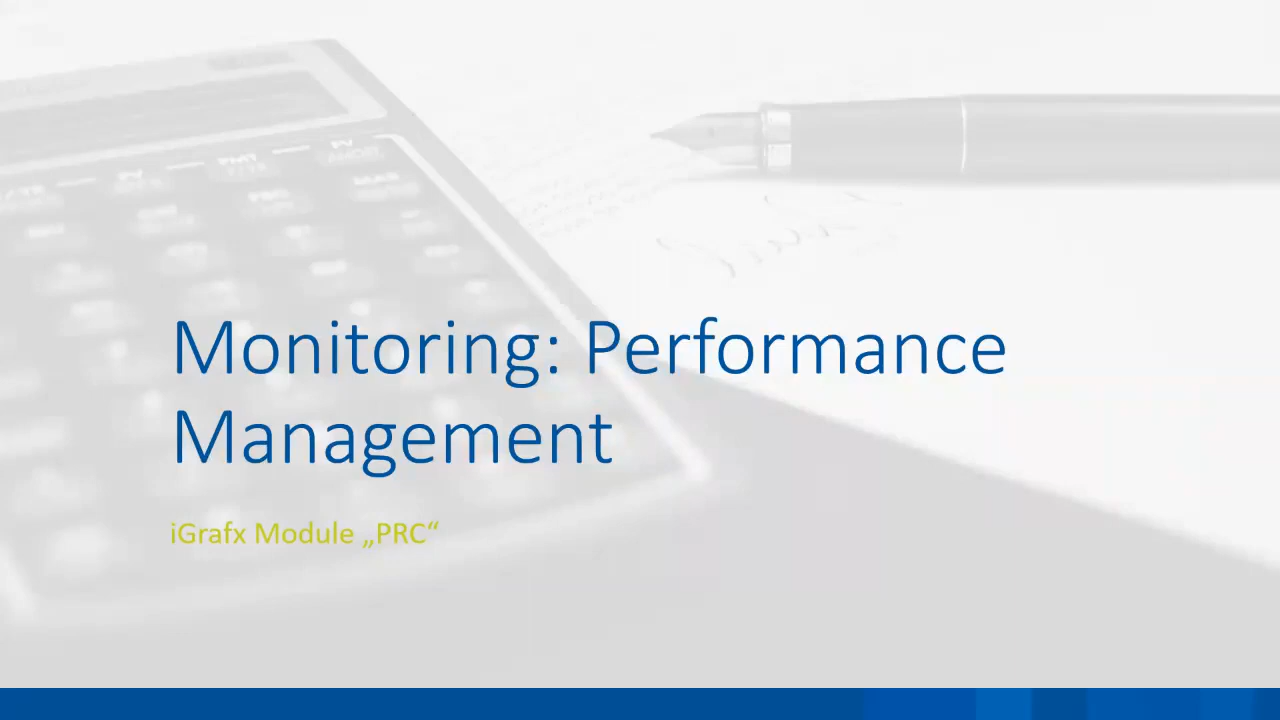 Monitoring: Performance
Management
iGrafx Module „PRC“